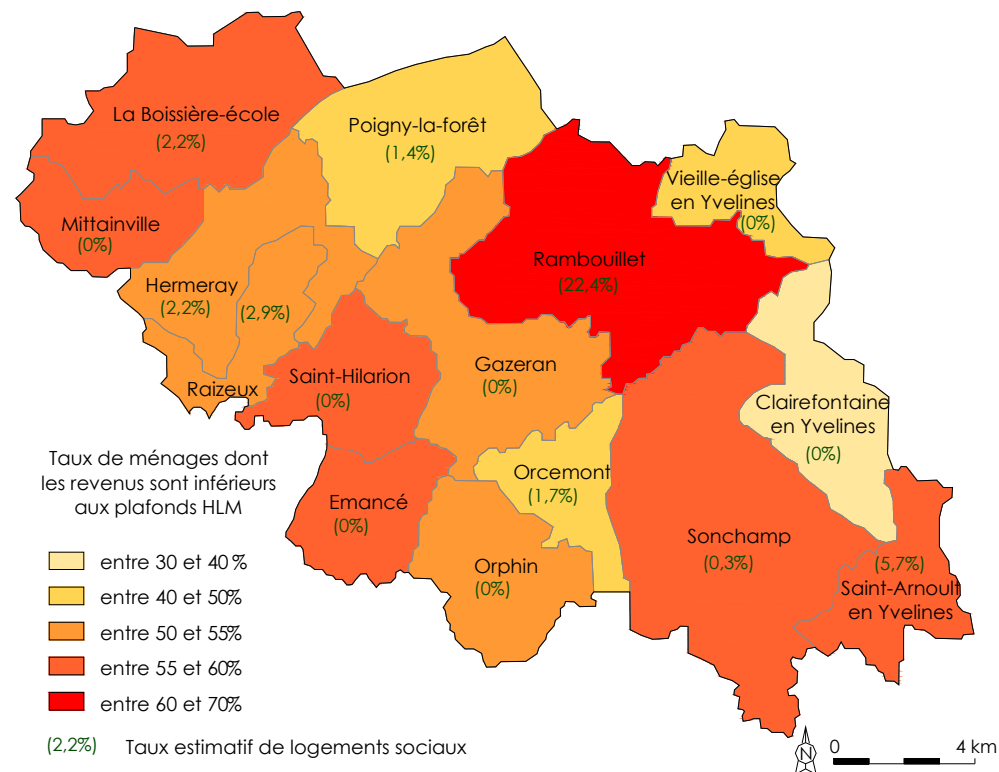 La Boissière-école
(2,2%)
Poigny-la-forêt
(1,4%)
Vieille-église
en Yvelines
(0%)
Mittainville
(0%)
Rambouillet
(22,4%)
Hermeray
(2,2%)
(2,9%)
Raizeux
Saint-Hilarion
(0%)
Gazeran
(0%)
Clairefontaine
en Yvelines
(0%)
Orcemont
(1,7%)
Emancé
(0%)
Sonchamp
(0,3%)
Orphin
(0%)
(5,7%)
Saint-Arnoult
en Yvelines
Taux de ménages dont
les revenus sont inférieurs
aux plafonds HLM
entre 30 et 40 %
entre 40 et 50%
entre 50 et 55%
entre 55 et 60%
entre 60 et 70%
(2,2%) Taux estimatif de logements sociaux
N
0 4 km